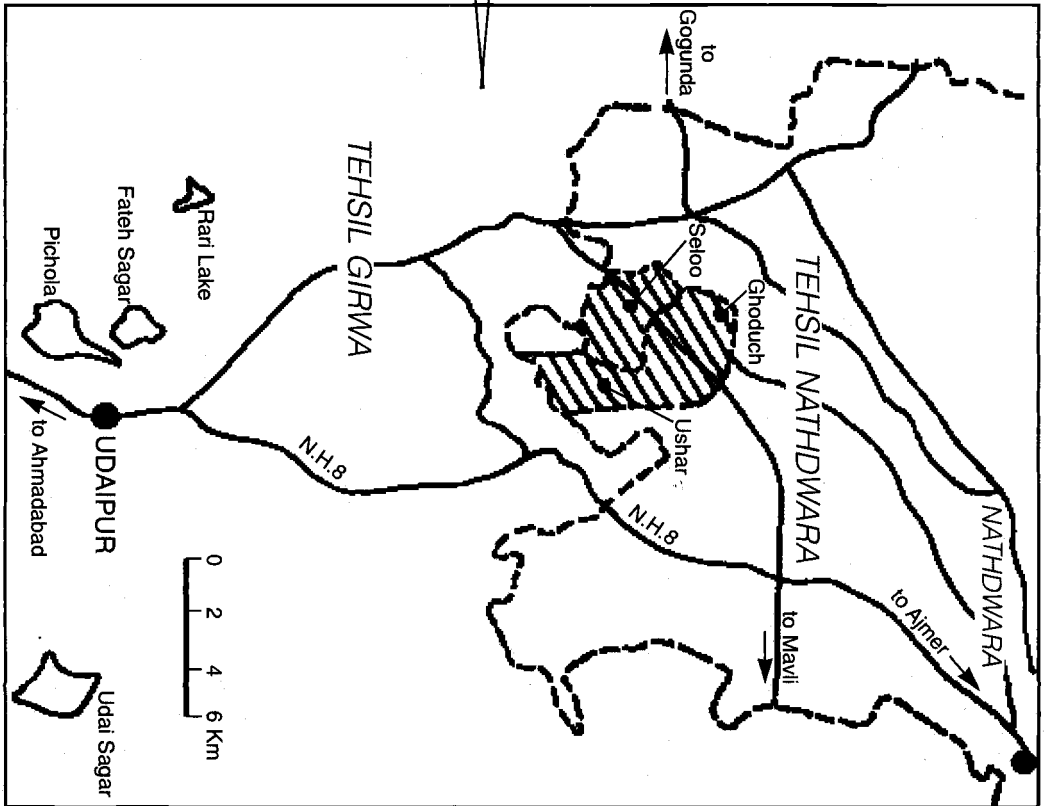 to
Gogunda
TEHSIL GIRWA
Rari Lake
Fateh Sagar
Pichola
Seloo
Ghoduch
TEHSIL NATHDWARA
Ushar
N.H.8
N.H.8
NATHDWARA
to Ajmer
to Mavli
UDAIPUR
to Ahmadabad
0 2 4 6 Km
Udai Sagar